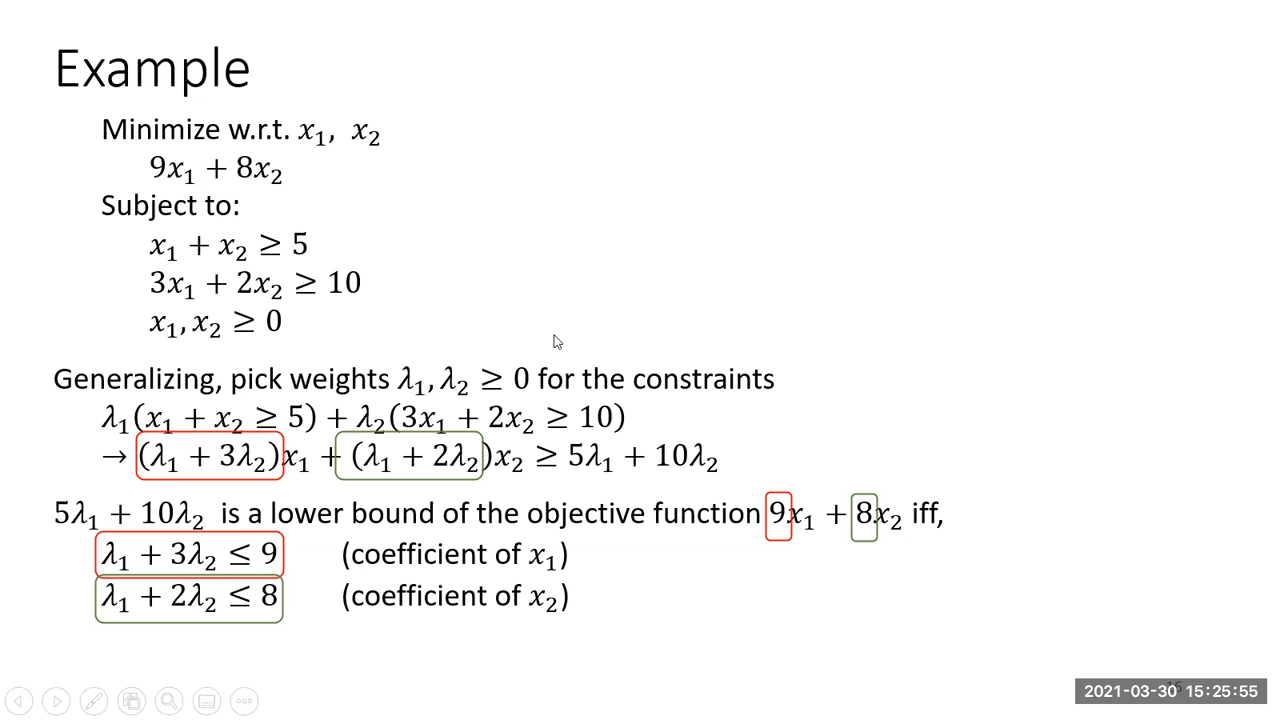 Example
Minimize w.r.t. x₁, x₂
9x₁ + 8x₂
Subject to:
x₁ + x₂ ≥ 5
3x₁ + 2x₂ ≥ 10
x₁, x₂ ≥ 0
Generalizing, pick weights λ₁, λ₂ ≥ 0 for the constraints
λ₁(x₁ + x₂ ≥ 5) + λ₂(3x₁ + 2x₂ ≥ 10)
→ (λ₁ + 3λ₂)x₁ + (λ₁ + 2λ₂)x₂ ≥ 5λ₁ + 10λ₂
5λ₁ + 10λ₂ is a lower bound of the objective function 9x₁ + 8x₂ iff,
λ₁ + 3λ₂ ≤ 9 (coefficient of x₁)
λ₁ + 2λ₂ ≤ 8 (coefficient of x₂)
2021-03-30 15:25:55